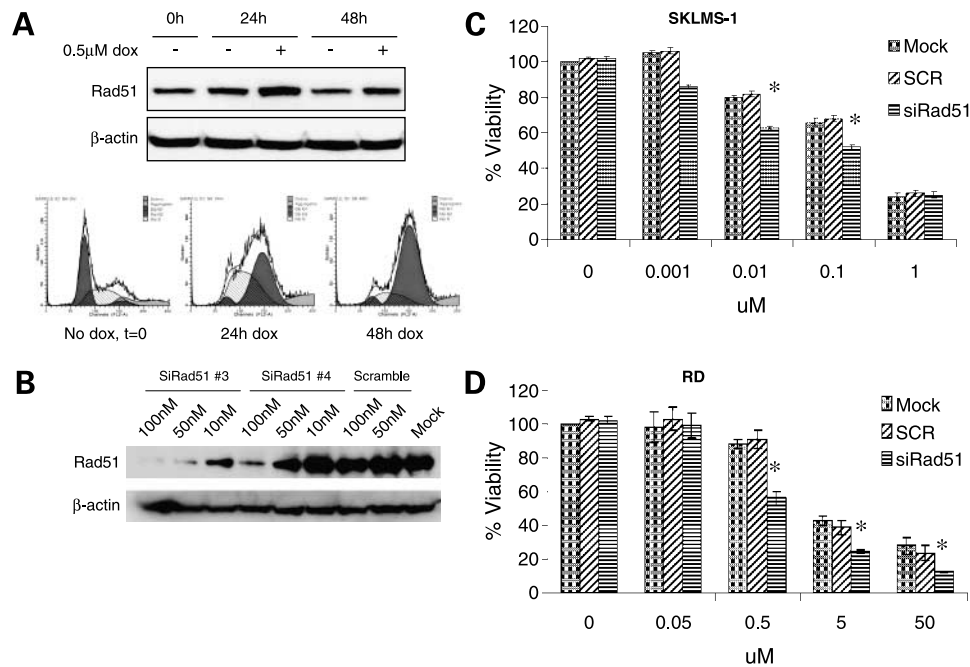 A
0h 24h 48h
0.5µM dox - - + - +
Rad51
β-actin
No dox, t=0 24h dox 48h dox
B
SiRad51 #3 SiRad51 #4 Scramble
100nM 50nM 10nM 100nM 50nM 10nM 100nM 50nM Mock
Rad51
β-actin
C
SKLMS-1
% Viability
120
100
80
60
40
20
0
* *
Mock
SCR
siRad51
0 0.001 0.01 0.1 1
uM
D
RD
% Viability
120
100
80
60
40
20
0
* * *
Mock
SCR
siRad51
0 0.05 0.5 5 50
uM